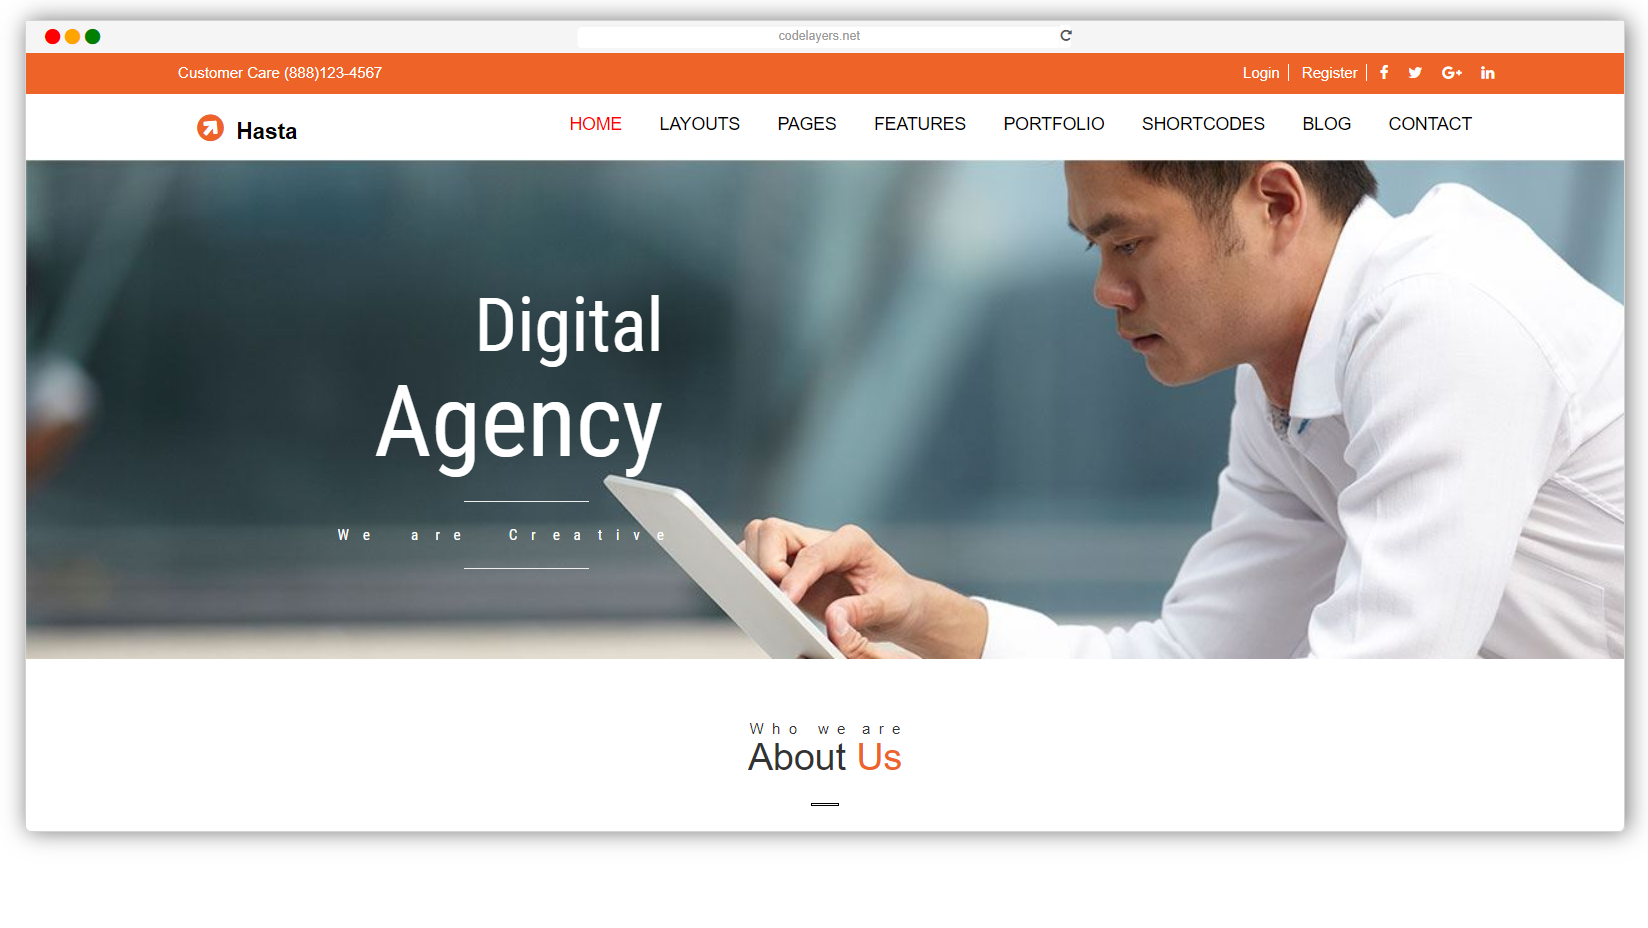 codelayers.net
Customer Care (888)123-4567 Login Register
Hasta HOME LAYOUTS PAGES FEATURES PORTFOLIO SHORTCODES BLOG CONTACT
Digital
Agency
We are Creative
Who we are
About Us